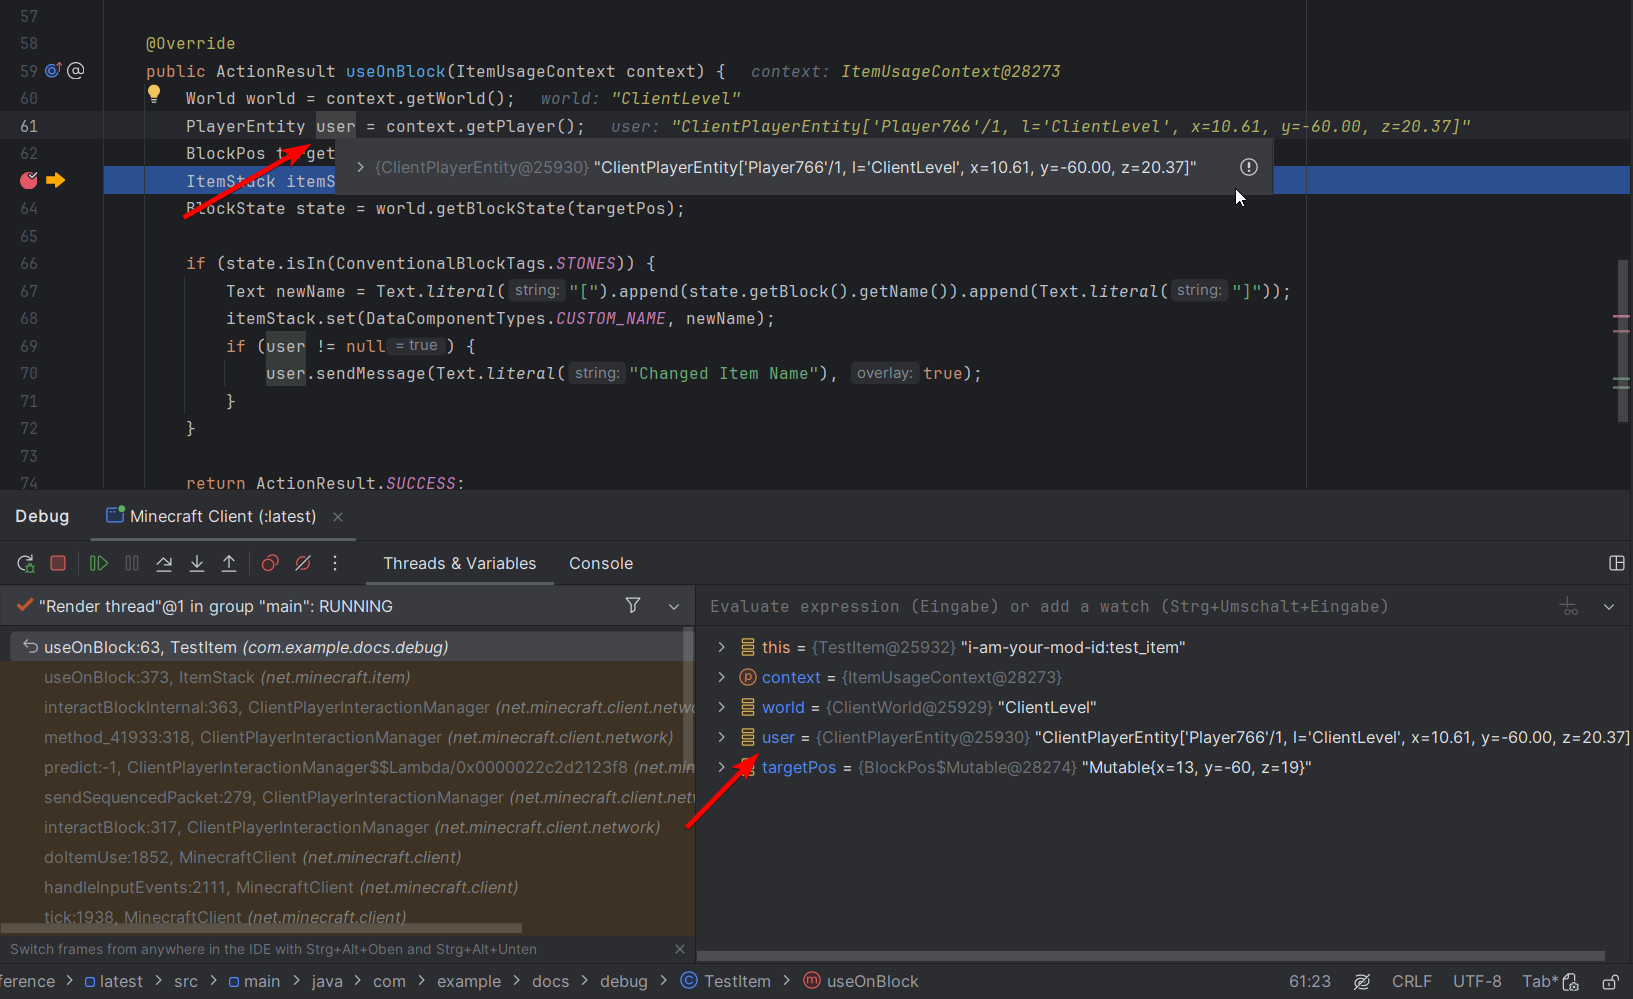 57
58 @Override
59 public ActionResult useOnBlock(ItemUsageContext context) { context: ItemUsageContext@28273
60 World world = context.getWorld(); world: "ClientLevel"
61 PlayerEntity user = context.getPlayer(); user: "ClientPlayerEntity['Player766'/1, l='ClientLevel', x=10.61, y=-60.00, z=20.37]"
62 BlockPos target
{ClientPlayerEntity@25930} "ClientPlayerEntity['Player766'/1, l='ClientLevel', x=10.61, y=-60.00, z=20.37]"
ItemStack itemS
64 BlockState state = world.getBlockState(targetPos);
65
66 if (state.isIn(ConventionalBlockTags.STONES)) {
67 Text newName = Text.literal( string: "[").append(state.getBlock().getName()).append(Text.literal( string: "]"));
68 itemStack.set(DataComponentTypes.CUSTOM_NAME, newName);
69 if (user != null = true ) {
70 user.sendMessage(Text.literal( string: "Changed Item Name"), overlay: true);
71 }
72 }
73
74 return ActionResult.SUCCESS;
Debug Minecraft Client (:latest)
Threads & Variables Console
"Render thread"@1 in group "main": RUNNING
useOnBlock:63, TestItem (com.example.docs.debug)
useOnBlock:373, ItemStack (net.minecraft.item)
interactBlockInternal:363, ClientPlayerInteractionManager (net.minecraft.client.netwo
method_41933:318, ClientPlayerInteractionManager (net.minecraft.client.network)
predict:-1, ClientPlayerInteractionManager$$Lambda/0x0000022c2d2123f8 (net.min
sendSequencedPacket:279, ClientPlayerInteractionManager (net.minecraft.client.net
interactBlock:317, ClientPlayerInteractionManager (net.minecraft.client.network)
doItemUse:1852, MinecraftClient (net.minecraft.client)
handleInputEvents:2111, MinecraftClient (net.minecraft.client)
tick:1938, MinecraftClient (net.minecraft.client)
Switch frames from anywhere in the IDE with Strg+Alt+Oben and Strg+Alt+Unten
Evaluate expression (Eingabe) or add a watch (Strg+Umschalt+Eingabe)
this = {TestItem@25932} "i-am-your-mod-id:test_item"
context = {ItemUsageContext@28273}
world = {ClientWorld@25929} "ClientLevel"
user = {ClientPlayerEntity@25930} "ClientPlayerEntity['Player766'/1, l='ClientLevel', x=10.61, y=-60.00, z=20.37]
targetPos = {BlockPos$Mutable@28274} "Mutable{x=13, y=-60, z=19}"
ference > latest > src > main > java > com > example > docs > debug > TestItem > useOnBlock 61:23 CRLF UTF-8 Tab*